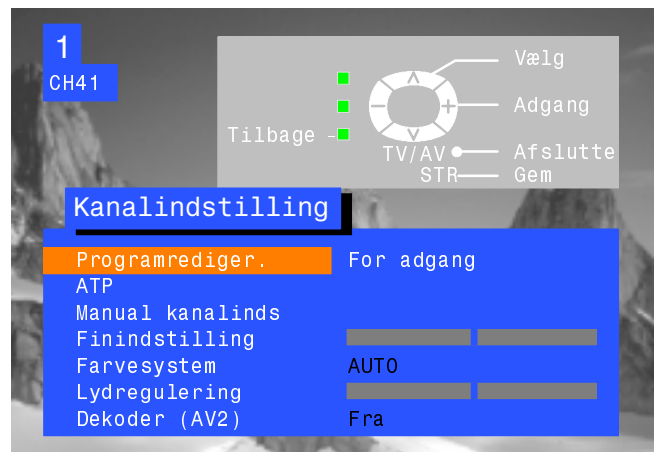 1
CH41
Vælg
Adgang
Tilbage
TV/AV Afslutte
STR Gem
Kanalindstilling
Programrediger. For adgang
ATP
Manual kanalinds
Finindstilling
Farvesystem AUTO
Lydregulering
Dekoder (AV2) Fra